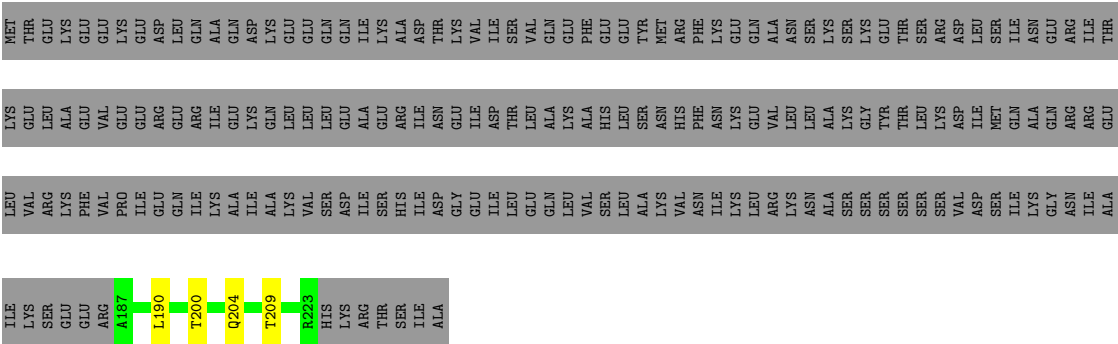 MET THR GLU LYS GLU GLU LYS GLU ASP LEU GLN ALA GLN ASP LYS GLU GLU GLN GLN ILE LYS ALA ASP THR LYS VAL ILE SER VAL GLN GLU PHE GLU GLU TYR MET ARG PHE LYS GLU GLN ALA ASN SER LYS SER LYS GLU THR SER ARG ASP LEU SER ILE ASN GLU ARG ILE THR
LYS GLU LEU ALA GLU VAL GLU GLU ARG GLU ARG ILE GLU LYS GLN LEU LEU LEU GLU ALA GLU ARG ILE ASN GLU ILE ASP THR LEU ALA LYS ALA HIS LEU SER ASN HIS PHE ASN LYS GLU VAL LEU LEU ALA LYS GLY TYR THR LEU LYS ASP ILE MET GLN ALA GLN ARG ARG GLU
LEU VAL ARG LYS PHE VAL PRO ILE GLU GLN ILE LYS ALA ILE ALA LYS VAL SER ASP ILE SER HIS ILE ASP GLY GLU ILE LEU GLU GLN LEU VAL SER LEU ALA LYS VAL ASN ILE LYS LEU ARG LYS ASN ALA SER SER SER SER SER VAL ASP SER ILE LYS GLY ASN ILE ALA
ILE LYS SER GLU GLU ARG A187 L190 T200 Q204 T209 R223 HIS LYS ARG THR SER ILE ALA